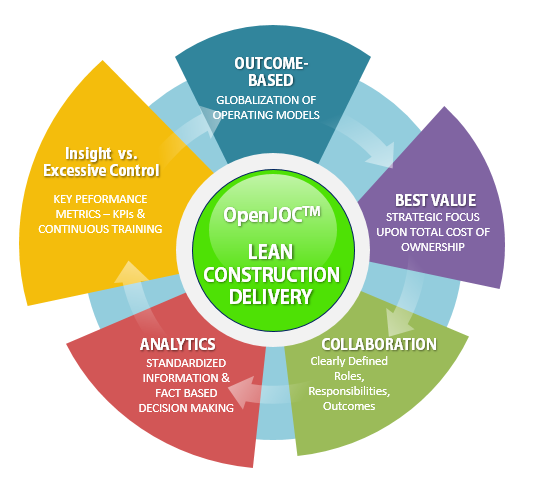 OUTCOME-
BASED
GLOBALIZATION OF
OPERATING MODELS
BEST VALUE
STRATEGIC FOCUS
UPON TOTAL COST OF
OWNERSHIP
COLLABORATION
Clearly Defined
Roles,
Responsibilities,
Outcomes
ANALYTICS
STANDARDIZED
INFORMATION &
FACT BASED
DECISION MAKING
Insight vs.
Excessive Control
KEY PEFORMANCE
METRICS – KPIs &
CONTINUOUS TRAINING
OpenJOC™
LEAN
CONSTRUCTION
DELIVERY